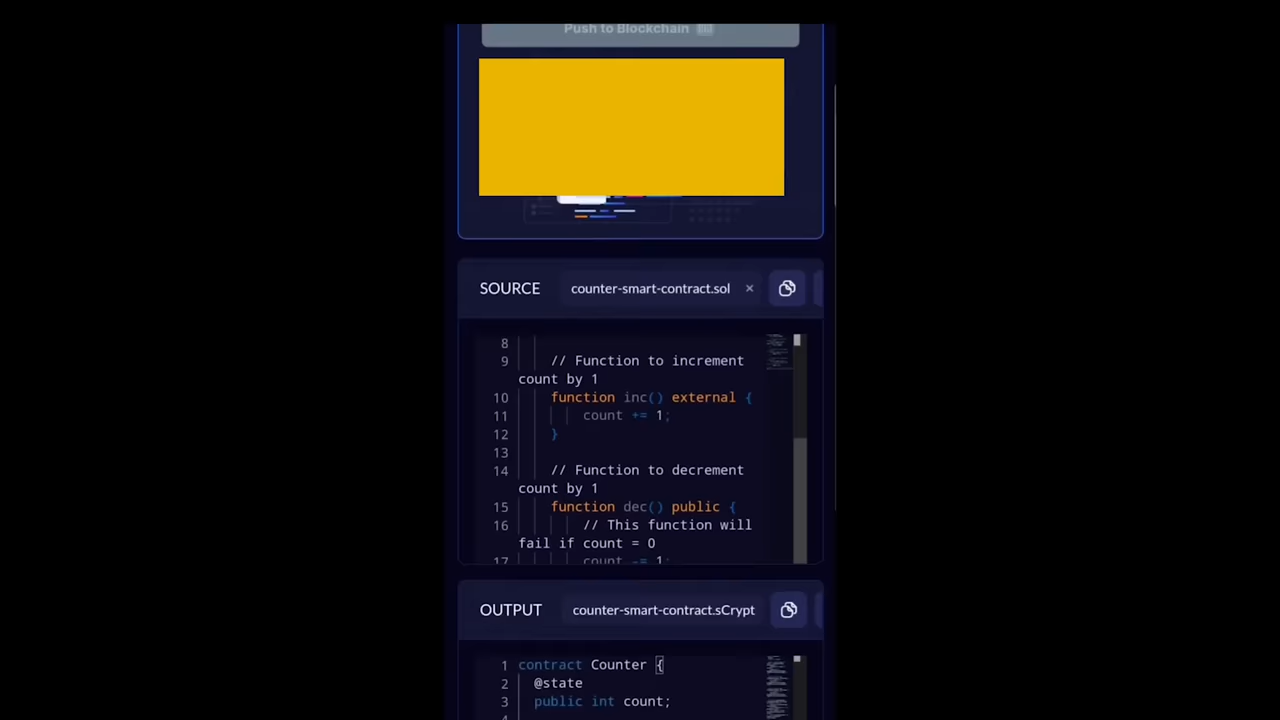 Push to Blockchain
SOURCE counter-smart-contract.sol ×
8
9 // Function to increment
count by 1
10 function inc() external {
11 count += 1;
12 }
13
14 // Function to decrement
count by 1
15 function dec() public {
16 // This function will
fail if count = 0
17 count -= 1;
OUTPUT counter-smart-contract.sCrypt
1 contract Counter {
2 @state
3 public int count;